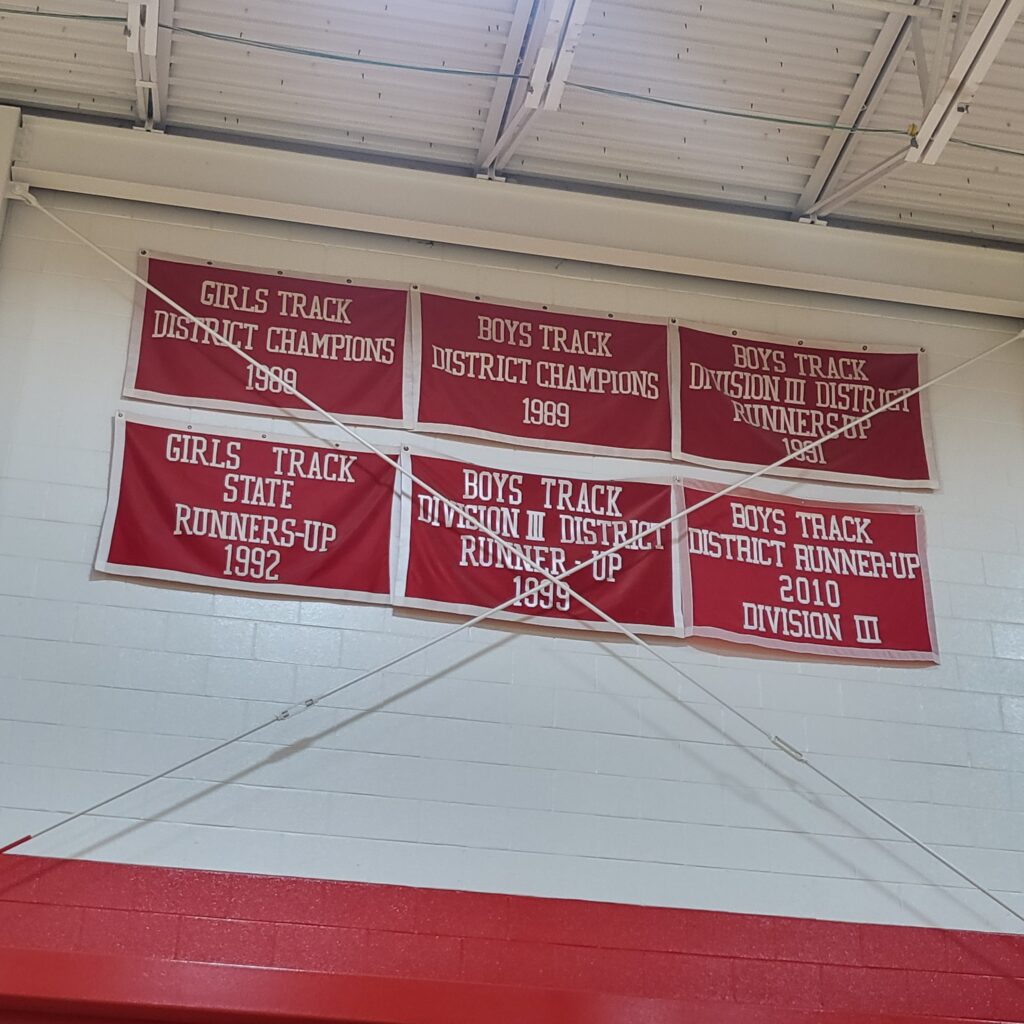 GIRLS TRACK
DISTRICT CHAMPIONS
1989
BOYS TRACK
DISTRICT CHAMPIONS
1989
BOYS TRACK
DIVISION III DISTRICT
RUNNERS-UP
1991
GIRLS TRACK
STATE
RUNNERS-UP
1992
BOYS TRACK
DIVISION III DISTRICT
RUNNER-UP
1999
BOYS TRACK
DISTRICT RUNNER-UP
2010
DIVISION III